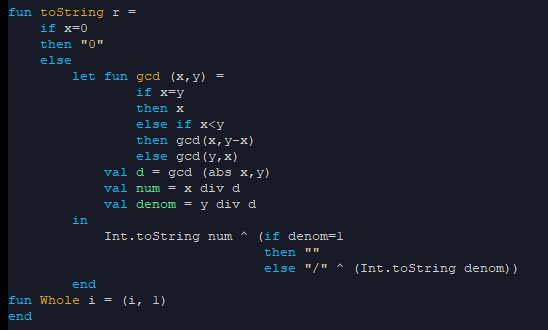 fun toString r =
    if x=0
    then "0"
    else
        let fun gcd (x,y) =
                if x=y
                then x
                else if x<y
                then gcd(x,y-x)
                else gcd(y,x)
            val d = gcd (abs x,y)
            val num = x div d
            val denom = y div d
        in
            Int.toString num ^ (if denom=1
                                then ""
                                else "/" ^ (Int.toString denom))
        end
fun Whole i = (i, 1)
end